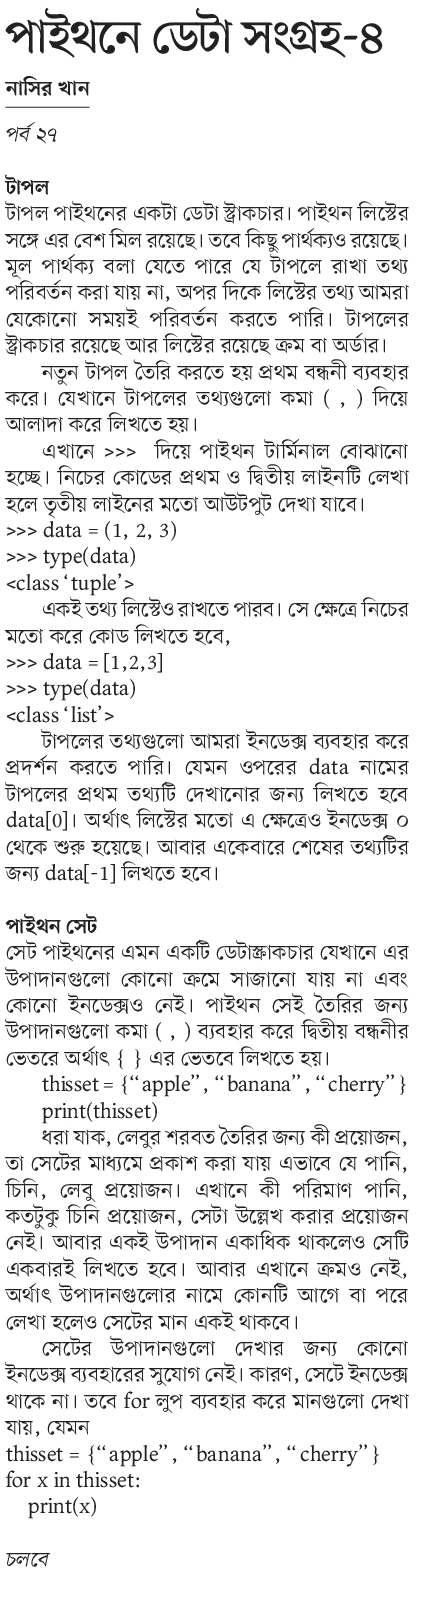 পাইথনে ডেটা সংগ্রহ-৪
নাসির খান
পর্ব ২৭
টাপল
টাপল পাইথনের একটা ডেটা স্ট্রাকচার। পাইথন লিস্টের
সঙ্গে এর বেশ মিল রয়েছে। তবে কিছু পার্থক্যও রয়েছে।
মূল পার্থক্য বলা যেতে পারে যে টাপলে রাখা তথ্য
পরিবর্তন করা যায় না, অপর দিকে লিস্টের তথ্য আমরা
যেকোনো সময়ই পরিবর্তন করতে পারি। টাপলের
স্ট্রাকচার রয়েছে আর লিস্টের রয়েছে ক্রম বা অর্ডার।
নতুন টাপল তৈরি করতে হয় প্রথম বন্ধনী ব্যবহার
করে। যেখানে টাপলের তথ্যগুলো কমা ( , ) দিয়ে
আলাদা করে লিখতে হয়।
এখানে >>> দিয়ে পাইথন টার্মিনাল বোঝানো
হচ্ছে। নিচের কোডের প্রথম ও দ্বিতীয় লাইনটি লেখা
হলে তৃতীয় লাইনের মতো আউটপুট দেখা যাবে।
>>> data = (1, 2, 3)
>>> type(data)
<class ‘tuple’>
একই তথ্য লিস্টেও রাখতে পারব। সে ক্ষেত্রে নিচের
মতো করে কোড লিখতে হবে,
>>> data = [1,2,3]
>>> type(data)
<class ‘list’>
টাপলের তথ্যগুলো আমরা ইনডেক্স ব্যবহার করে
প্রদর্শন করতে পারি। যেমন ওপরের data নামের
টাপলের প্রথম তথ্যটি দেখানোর জন্য লিখতে হবে
data[0]। অর্থাৎ লিস্টের মতো এ ক্ষেত্রেও ইনডেক্স ০
থেকে শুরু হয়েছে। আবার একেবারে শেষের তথ্যটির
জন্য data[-1] লিখতে হবে।
পাইথন সেট
সেট পাইথনের এমন একটি ডেটাস্ক্রাকচার যেখানে এর
উপাদানগুলো কোনো ক্রমে সাজানো যায় না এবং
কোনো ইনডেক্সও নেই। পাইথন সেই তৈরির জন্য
উপাদানগুলো কমা ( , ) ব্যবহার করে দ্বিতীয় বন্ধনীর
ভেতরে অর্থাৎ { } এর ভেতবে লিখতে হয়।
thisset = {“apple”, “banana”, “cherry”}
print(thisset)
ধরা যাক, লেবুর শরবত তৈরির জন্য কী প্রয়োজন,
তা সেটের মাধ্যমে প্রকাশ করা যায় এভাবে যে পানি,
চিনি, লেবু প্রয়োজন। এখানে কী পরিমাণ পানি,
কতটুকু চিনি প্রয়োজন, সেটা উল্লেখ করার প্রয়োজন
নেই। আবার একই উপাদান একাধিক থাকলেও সেটি
একবারই লিখতে হবে। আবার এখানে ক্রমও নেই,
অর্থাৎ উপাদানগুলোর নামে কোনটি আগে বা পরে
লেখা হলেও সেটের মান একই থাকবে।
সেটের উপাদানগুলো দেখার জন্য কোনো
ইনডেক্স ব্যবহারের সুযোগ নেই। কারণ, সেটে ইনডেক্স
থাকে না। তবে for লুপ ব্যবহার করে মানগুলো দেখা
যায়, যেমন
thisset = {“apple”, “banana”, “cherry”}
for x in thisset:
print(x)
চলবে